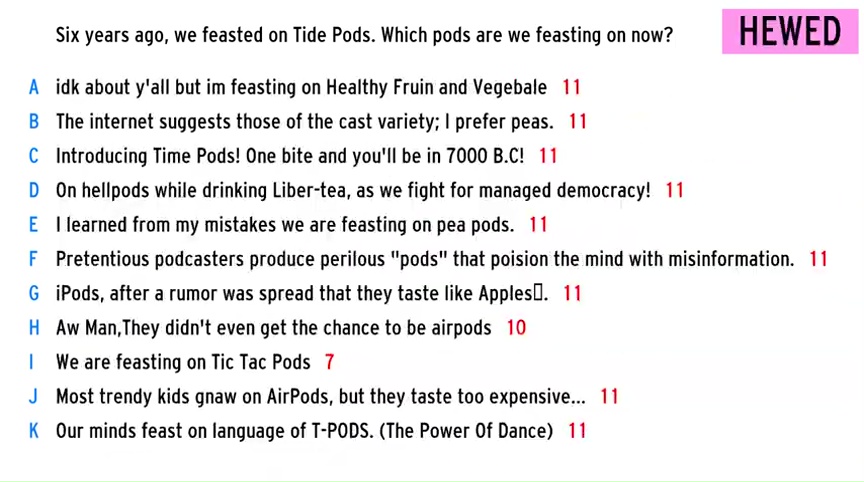 Six years ago, we feasted on Tide Pods. Which pods are we feasting on now?
HEWED
A idk about y'all but im feasting on Healthy Fruin and Vegebale 11
B The internet suggests those of the cast variety; I prefer peas. 11
C Introducing Time Pods! One bite and you'll be in 7000 B.C! 11
D On hellpods while drinking Liber-tea, as we fight for managed democracy! 11
E I learned from my mistakes we are feasting on pea pods. 11
F Pretentious podcasters produce perilous "pods" that poision the mind with misinformation. 11
G iPods, after a rumor was spread that they taste like Apples▯. 11
H Aw Man,They didn't even get the chance to be airpods 10
I We are feasting on Tic Tac Pods 7
J Most trendy kids gnaw on AirPods, but they taste too expensive... 11
K Our minds feast on language of T-PODS. (The Power Of Dance) 11